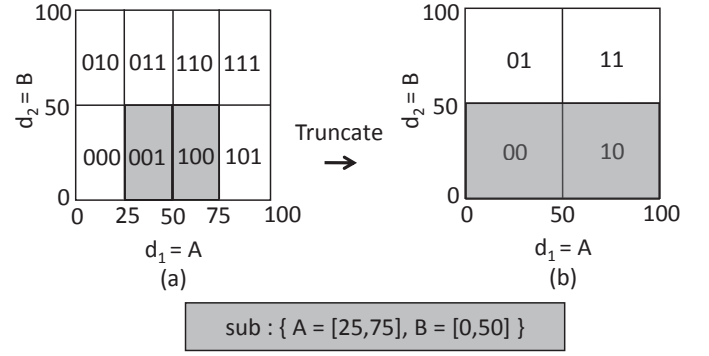 100
010 011 110 111
d₂ = B
50
000 001 100 101
0
0 25 50 75 100
d₁ = A
(a)
Truncate
100
01 11
d₂ = B
50
00 10
0
0 50 100
d₁ = A
(b)
sub : { A = [25,75], B = [0,50] }